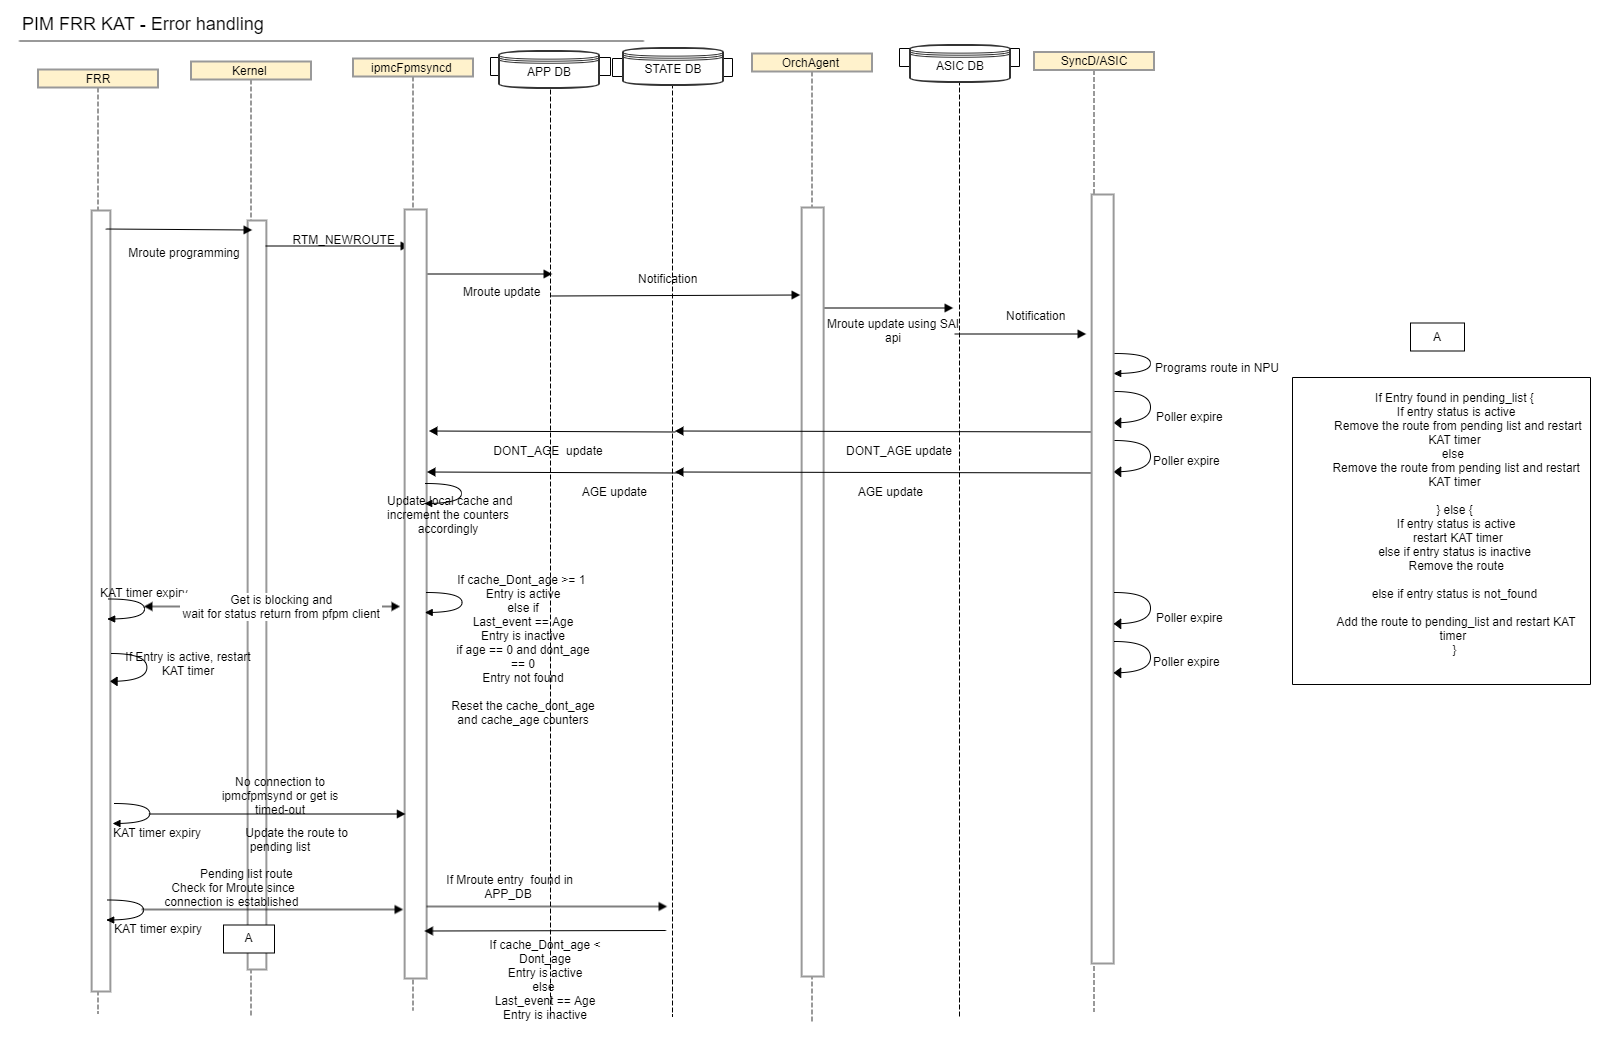 PIM FRR KAT - Error handling
FRR
Kernel
ipmcFpmsyncd
APP DB
STATE DB
OrchAgent
ASIC DB
SyncD/ASIC
Mroute programming
RTM_NEWROUTE
Mroute update
Notification
Mroute update using SAI
api
Notification
Programs route in NPU
Poller expire
DONT_AGE  update
DONT_AGE update
Poller expire
AGE update
AGE update
Update local cache and
increment the counters
accordingly
KAT timer expiry
Get is blocking and
wait for status return from pfpm client
If cache_Dont_age >= 1
Entry is active
else if
Last_event == Age
Entry is inactive
if age == 0 and dont_age
== 0
Entry not found
Reset the cache_dont_age
and cache_age counters
Poller expire
Poller expire
If Entry is active, restart
KAT timer
No connection to
ipmcfpmsynd or get is
timed-out
KAT timer expiry
Update the route to
pending list
Pending list route
Check for Mroute since
connection is established
KAT timer expiry
A
If Mroute entry  found in
APP_DB
If cache_Dont_age <
Dont_age
Entry is active
else
Last_event == Age
Entry is inactive
A
If Entry found in pending_list {
If entry status is active
Remove the route from pending list and restart
KAT timer
else
Remove the route from pending list and restart
KAT timer
} else {
If entry status is active
restart KAT timer
else if entry status is inactive
Remove the route
else if entry status is not_found
Add the route to pending_list and restart KAT
timer
}